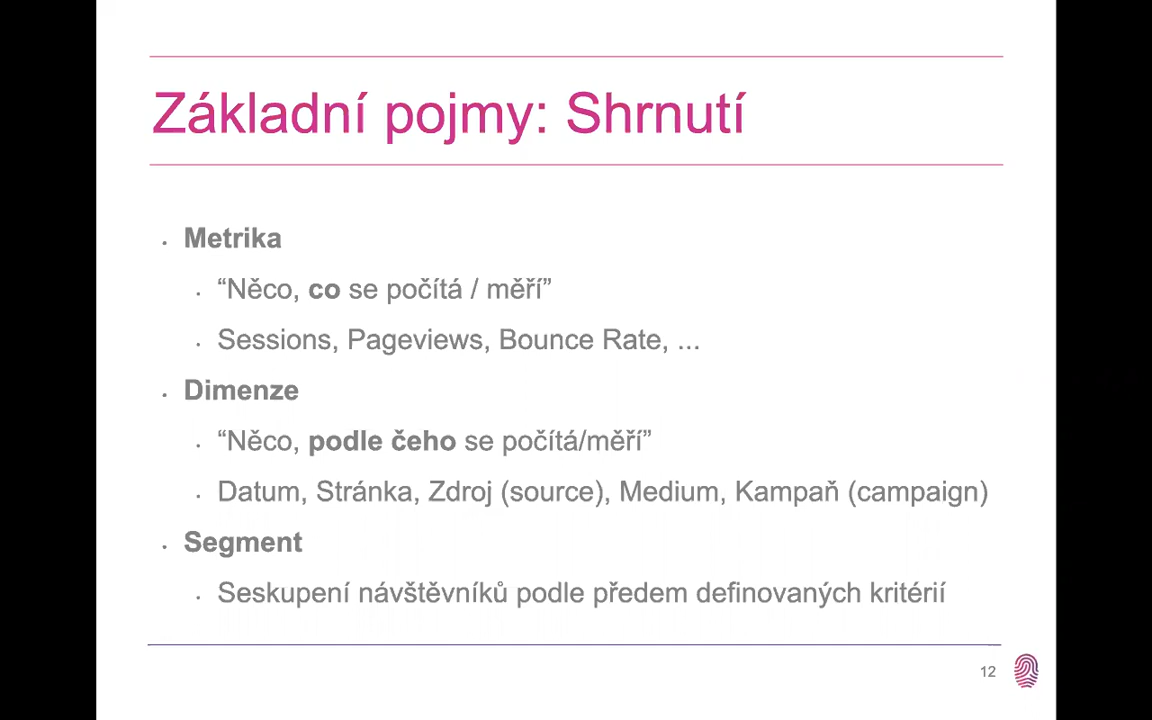 Základní pojmy: Shrnutí
· Metrika
· “Něco, co se počítá / měří”
· Sessions, Pageviews, Bounce Rate, ...
· Dimenze
· “Něco, podle čeho se počítá/měří”
· Datum, Stránka, Zdroj (source), Medium, Kampaň (campaign)
· Segment
· Seskupení návštěvníků podle předem definovaných kritérií
12